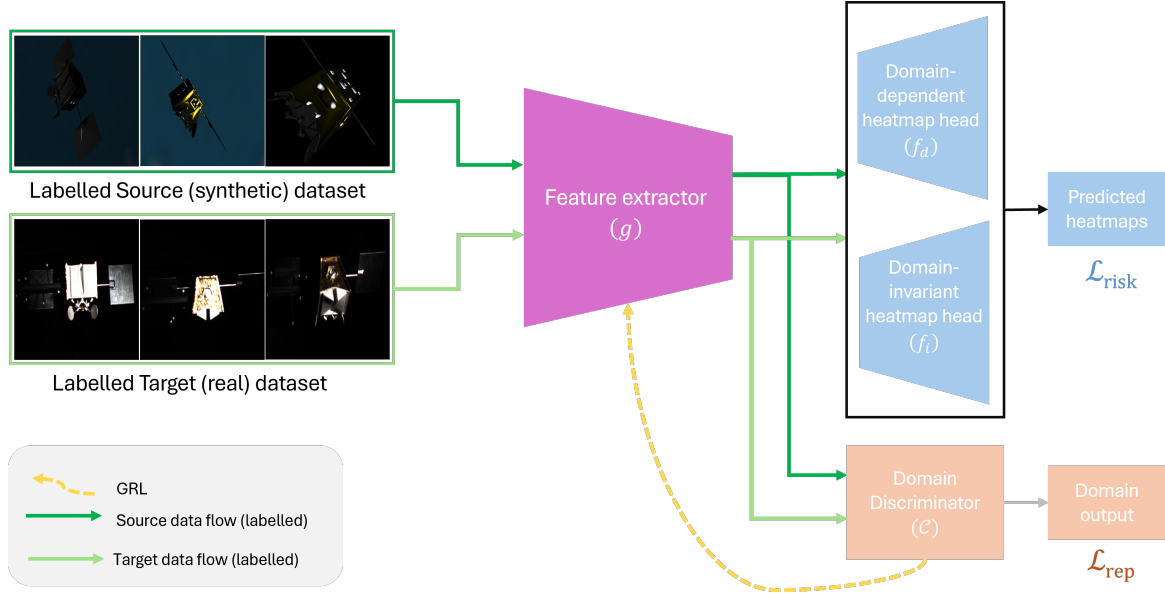 Labelled Source (synthetic) dataset
Labelled Target (real) dataset
GRL
Source data flow (labelled)
Target data flow (labelled)
Feature extractor
(g)
Domain-
dependent
heatmap head
(f_d)
Domain-
invariant
heatmap head
(f_i)
Predicted
heatmaps
ℒ_risk
Domain
Discriminator
(𝒞)
Domain
output
ℒ_rep